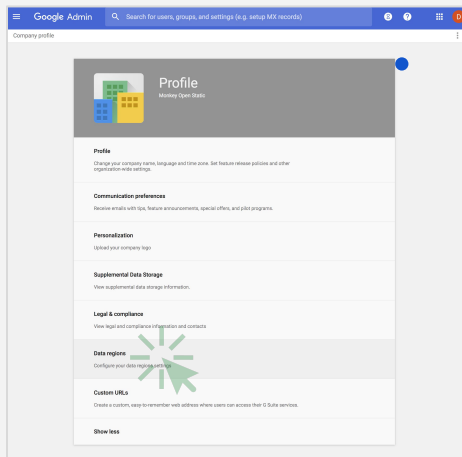 Google Admin
Search for users, groups, and settings (e.g. setup MX records)
8
?
D
Company profile
Profile
Monkey Open Static
Profile
Change your company name, language and time zone. Set feature release policies and other
organization-wide settings.
Communication preferences
Receive emails with tips, feature announcements, special offers, and pilot programs.
Personalization
Upload your company logo
Supplemental Data Storage
View supplemental data storage information.
Legal & compliance
View legal and compliance information and contacts
Data regions
Configure your data regions settings
Custom URLs
Create a custom, easy-to-remember web address where users can access their G Suite services.
Show less